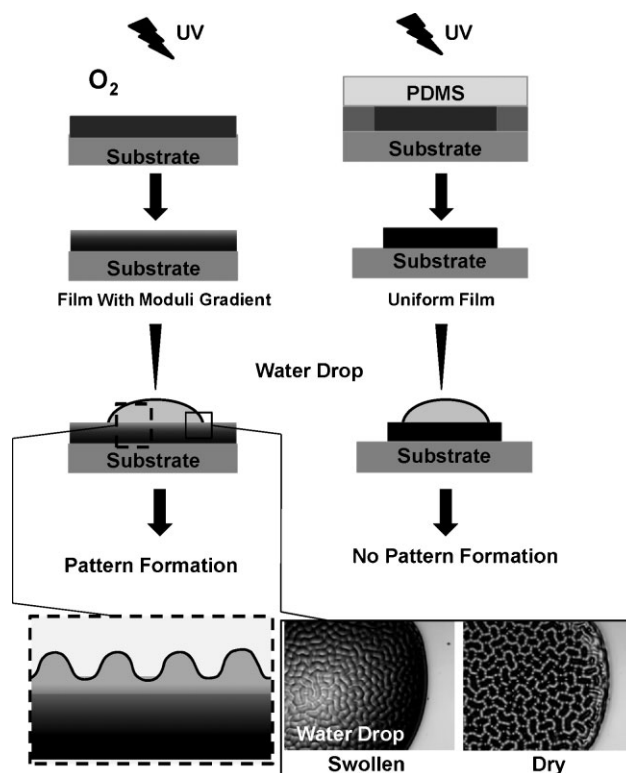 UV
UV
O2
PDMS
Substrate
Substrate
Substrate
Substrate
Film With Moduli Gradient
Uniform Film
Water Drop
Substrate
Substrate
Pattern Formation
No Pattern Formation
Water Drop
Swollen
Dry